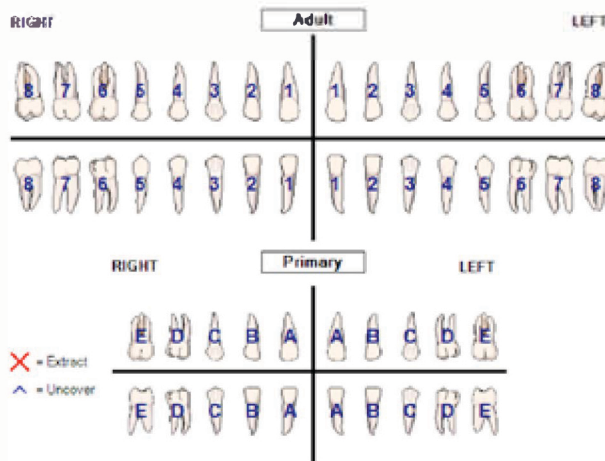 RIGHT Adult LEFT
8 7 6 5 4 3 2 1 1 2 3 4 5 6 7 8
8 7 6 5 4 3 2 1 1 2 3 4 5 6 7 8
RIGHT Primary LEFT
E D C B A A B C D E
= Extract
= Uncover
E D C B A A B C D E